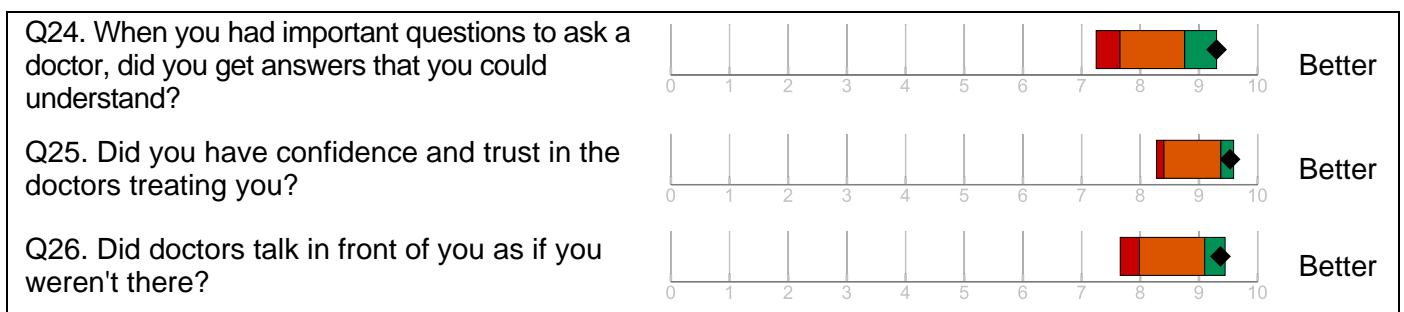 Q24. When you had important questions to ask a
doctor, did you get answers that you could
understand?
0 1 2 3 4 5 6 7 8 9 10
Better
Q25. Did you have confidence and trust in the
doctors treating you?
0 1 2 3 4 5 6 7 8 9 10
Better
Q26. Did doctors talk in front of you as if you
weren't there?
0 1 2 3 4 5 6 7 8 9 10
Better